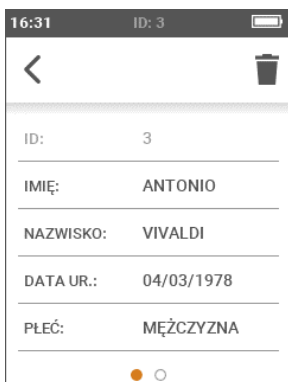 16:31 ID: 3
ID: 3
IMIĘ: ANTONIO
NAZWISKO: VIVALDI
DATA UR.: 04/03/1978
PŁEĆ: MĘŻCZYZNA